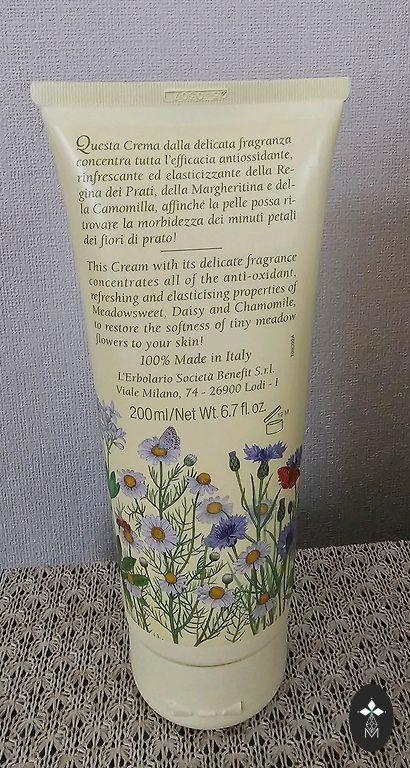 Questa Crema dalla delicata fragranza
concentra tutta l'efficacia antiossidante,
rinfrescante ed elasticizzante della Re-
gina dei Prati, della Margheritina e del-
la Camomilla, affinché la pelle possa ri-
trovare la morbidezza dei minuti petali
dei fiori di prato!
This Cream with its delicate fragrance
concentrates all of the anti-oxidant,
refreshing and elasticising properties of
Meadowsweet, Daisy and Chamomile,
to restore the softness of tiny meadow
flowers to your skin!
100% Made in Italy
L'Erbolario Società Benefit S.r.l.
Viale Milano, 74 - 26900 Lodi - I
200ml/Net Wt. 6.7 fl. oz.
12 M
M